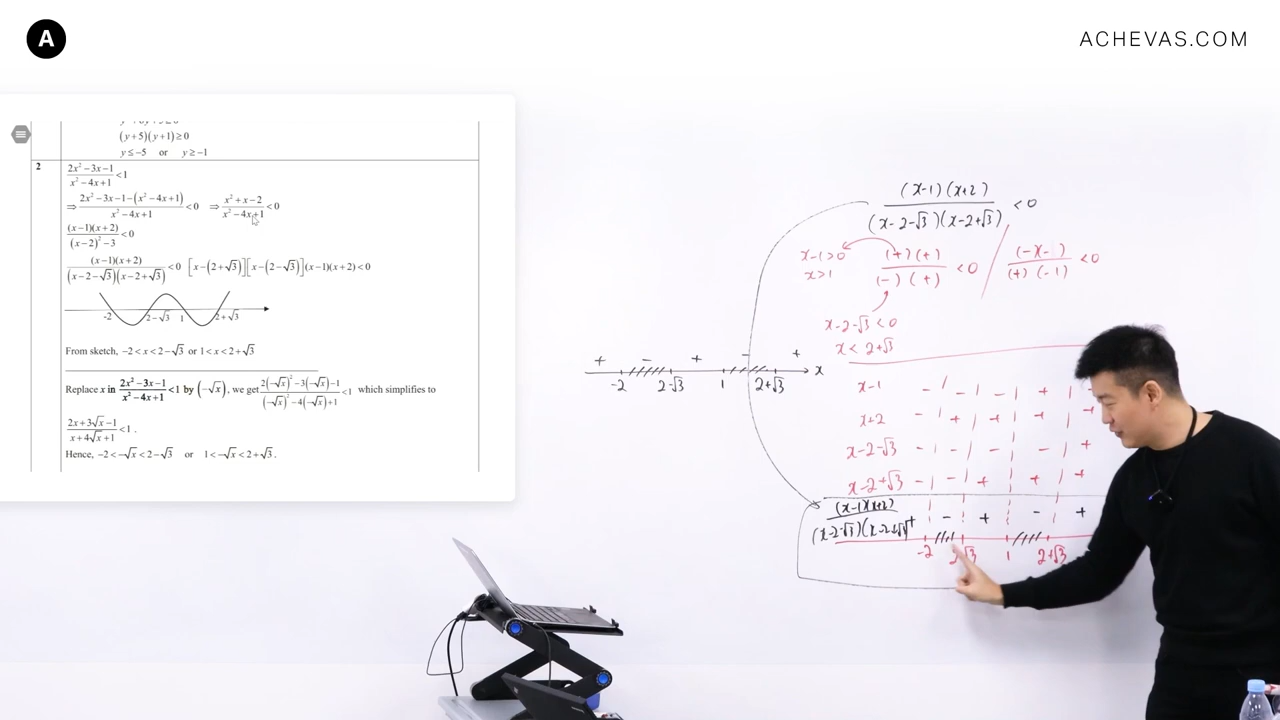 A
ACHEVAS.COM
(y+5)(y+1)≥0
y≤−5 or y≥−1
2
(2x²−3x−1)/(x²−4x+1)<1
⇒ (2x²−3x−1−(x²−4x+1))/(x²−4x+1)<0 ⇒ (x²+x−2)/(x²−4x+1)<0
(x−1)(x+2)/((x−2)²−3)<0
(x−1)(x+2)/((x−2−√3)(x−2+√3))<0 [x−(2+√3)][x−(2−√3)](x−1)(x+2)<0
-2 2−√3 1 2+√3
From sketch, −2<x<2−√3 or 1<x<2+√3
Replace x in (2x²−3x−1)/(x²−4x+1)<1 by (−√x), we get (2(−√x)²−3(−√x)−1)/((−√x)²−4(−√x)+1)<1 which simplifies to
(2x+3√x−1)/(x+4√x+1)<1.
Hence, −2<−√x<2−√3 or 1<−√x<2+√3.
(x-1)(x+2)/((x-2-√3)(x-2+√3)) <0
x-1>0
x>1
(+)(+)/((-)(+)) <0
x-2-√3<0
x<2+√3
+ - + - +
-2 2-√3 1 2+√3 x
x-1 - - - + +
x+2 - + + + +
x-2-√3 - - - - +
x-2+√3 - - + + +
(x-1)(x+2)/((x-2-√3)(x-2+√3)) + - + - +
-2 1 2+√3